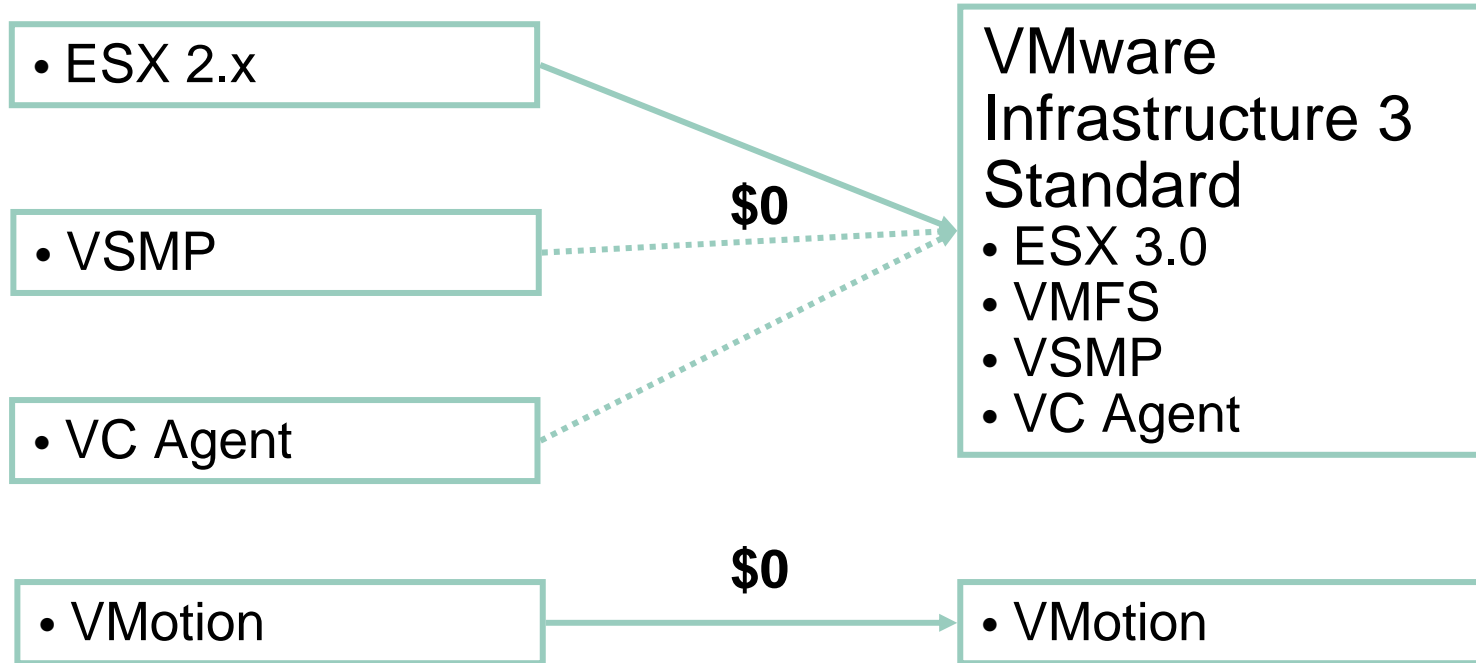 • ESX 2.x
• VSMP
• VC Agent
• VMotion
$0
$0
VMware
Infrastructure 3
Standard
• ESX 3.0
• VMFS
• VSMP
• VC Agent
• VMotion